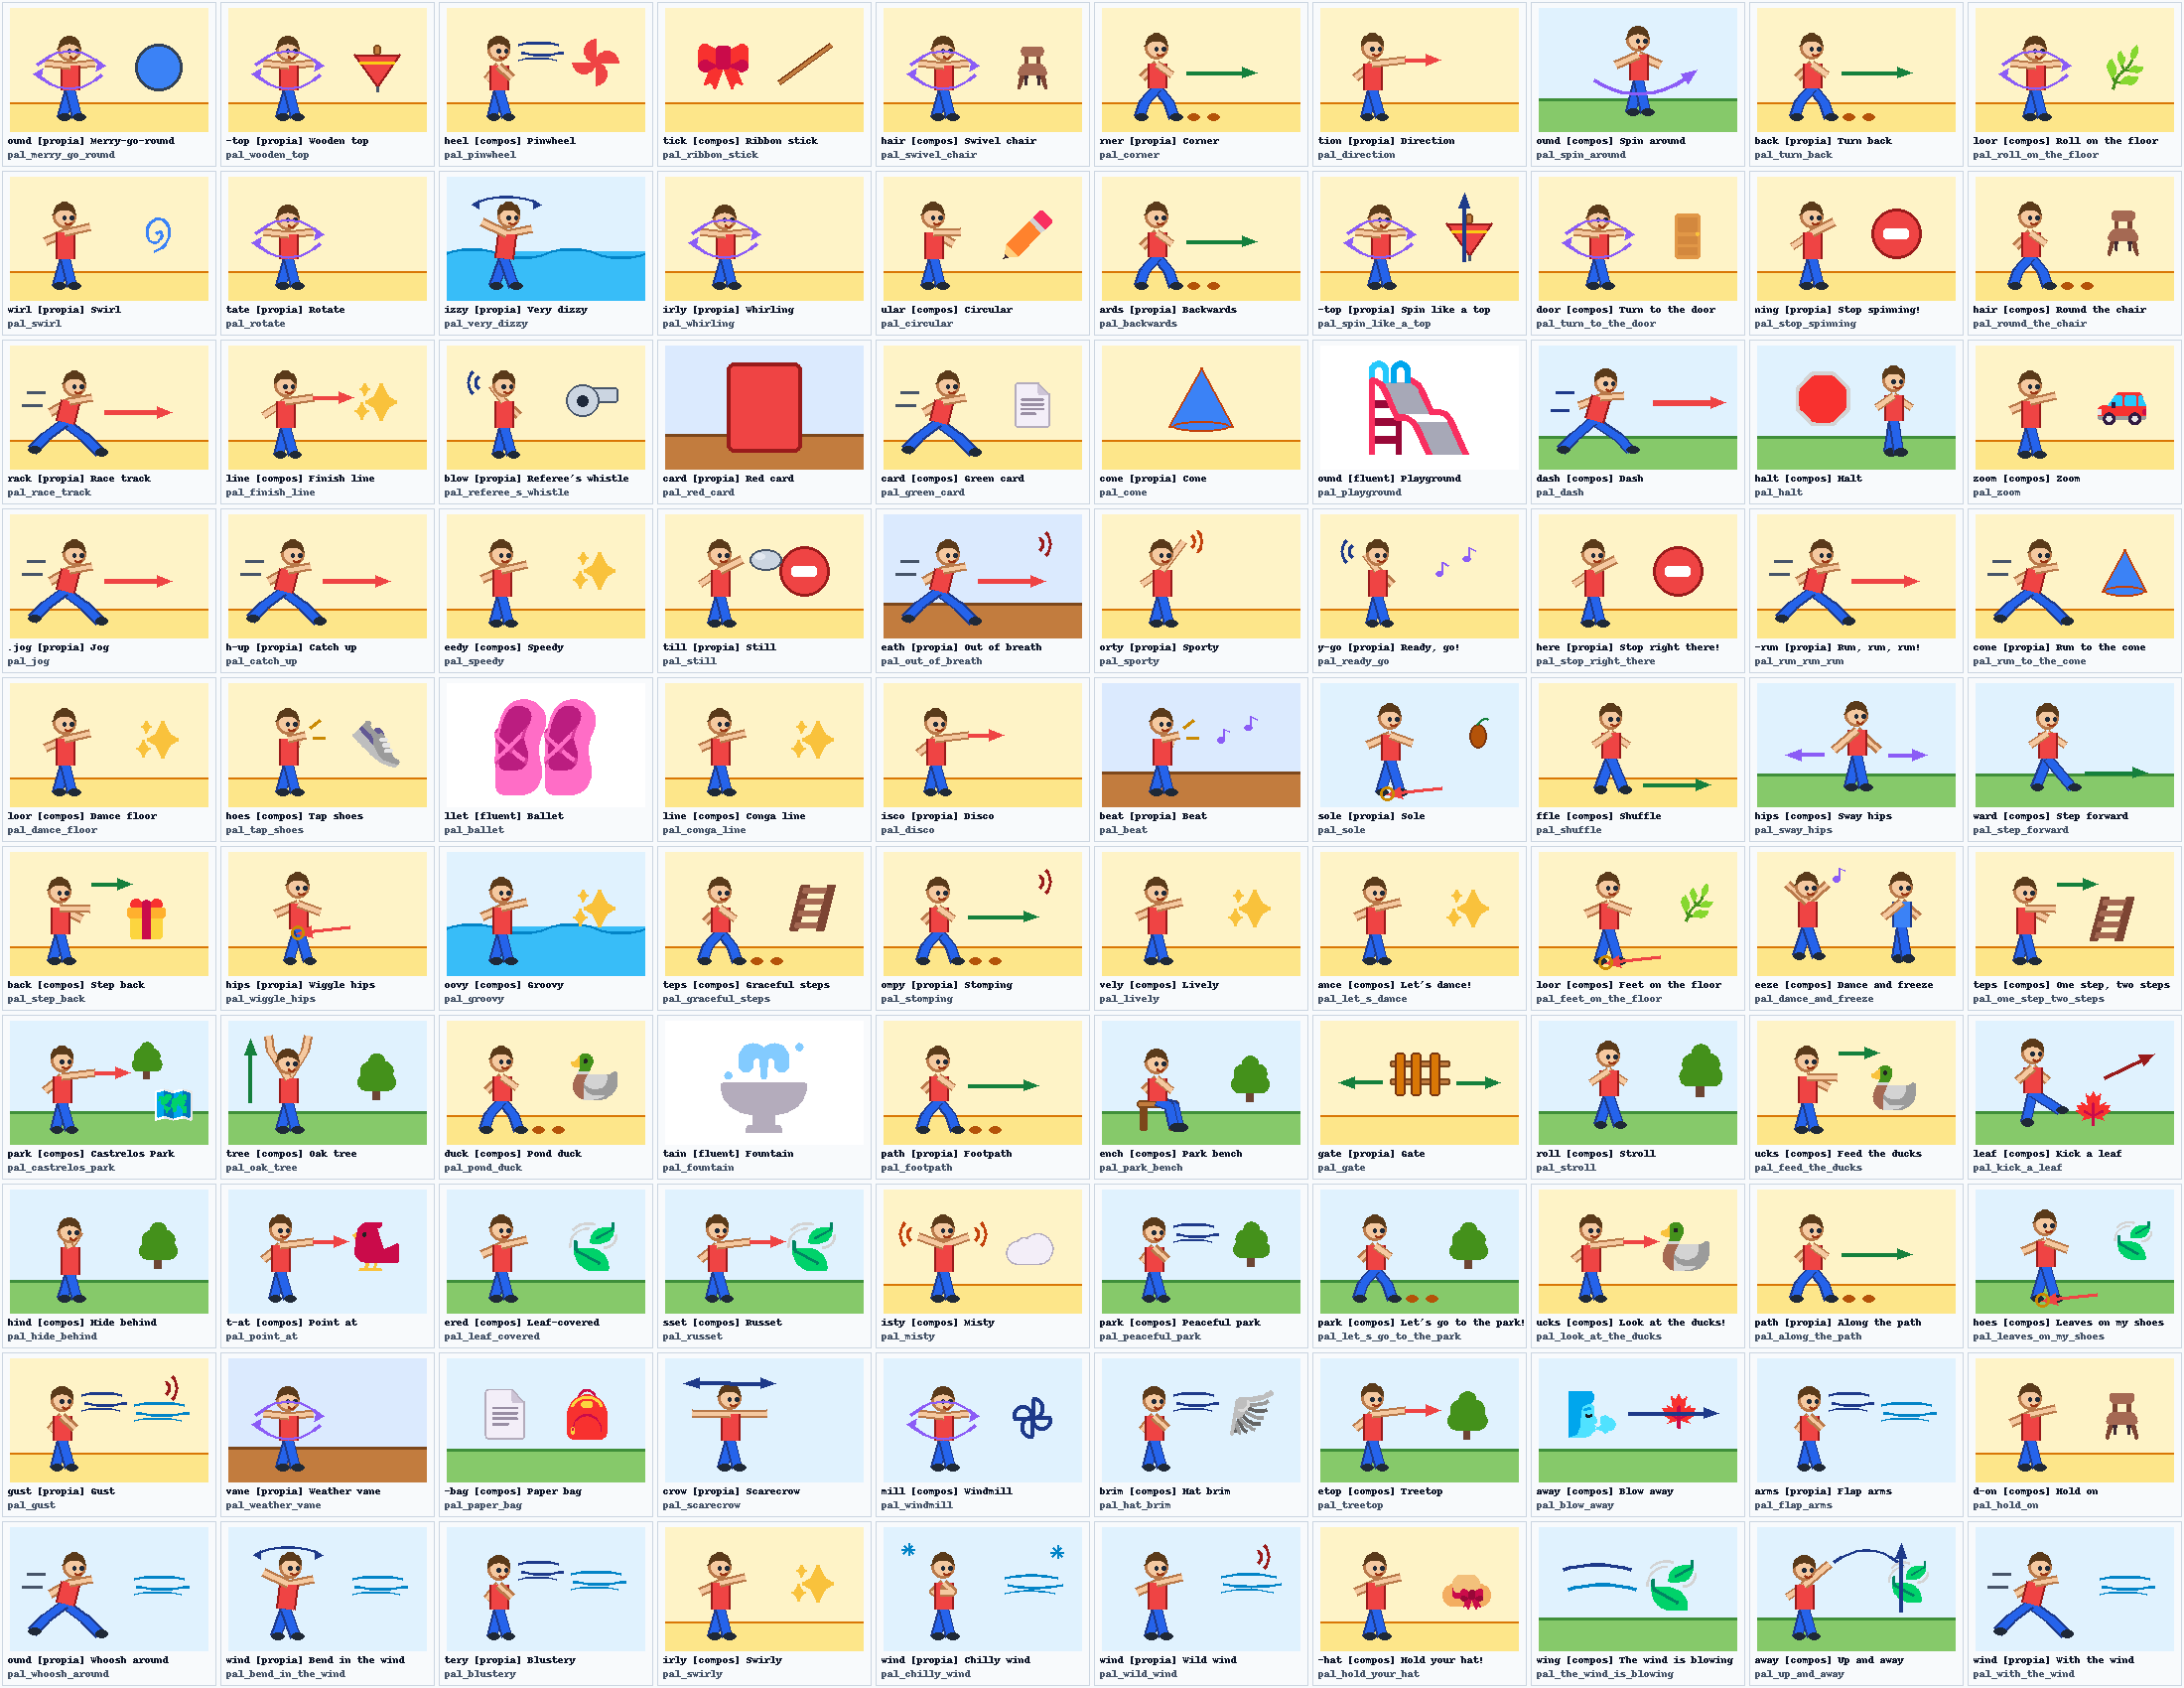 ound [propia] Merry-go-round
pal_merry_go_round
-top [propia] Wooden top
pal_wooden_top
heel [compos] Pinwheel
pal_pinwheel
tick [compos] Ribbon stick
pal_ribbon_stick
hair [compos] Swivel chair
pal_swivel_chair
rner [propia] Corner
pal_corner
tion [propia] Direction
pal_direction
ound [compos] Spin around
pal_spin_around
back [propia] Turn back
pal_turn_back
loor [compos] Roll on the floor
pal_roll_on_the_floor
wirl [propia] Swirl
pal_swirl
tate [propia] Rotate
pal_rotate
izzy [propia] Very dizzy
pal_very_dizzy
irly [propia] Whirling
pal_whirling
ular [compos] Circular
pal_circular
ards [propia] Backwards
pal_backwards
-top [propia] Spin like a top
pal_spin_like_a_top
door [compos] Turn to the door
pal_turn_to_the_door
ning [propia] Stop spinning!
pal_stop_spinning
hair [compos] Round the chair
pal_round_the_chair
rack [propia] Race track
pal_race_track
line [compos] Finish line
pal_finish_line
blow [propia] Referee's whistle
pal_referee_s_whistle
card [propia] Red card
pal_red_card
card [compos] Green card
pal_green_card
cone [propia] Cone
pal_cone
ound [fluent] Playground
pal_playground
dash [compos] Dash
pal_dash
halt [compos] Halt
pal_halt
zoom [compos] Zoom
pal_zoom
.jog [propia] Jog
pal_jog
h-up [propia] Catch up
pal_catch_up
eedy [compos] Speedy
pal_speedy
till [propia] Still
pal_still
eath [propia] Out of breath
pal_out_of_breath
orty [propia] Sporty
pal_sporty
y-go [propia] Ready, go!
pal_ready_go
here [propia] Stop right there!
pal_stop_right_there
-run [propia] Run, run, run!
pal_run_run_run
cone [propia] Run to the cone
pal_run_to_the_cone
loor [compos] Dance floor
pal_dance_floor
hoes [compos] Tap shoes
pal_tap_shoes
llet [fluent] Ballet
pal_ballet
line [compos] Conga line
pal_conga_line
isco [propia] Disco
pal_disco
beat [propia] Beat
pal_beat
sole [propia] Sole
pal_sole
ffle [compos] Shuffle
pal_shuffle
hips [compos] Sway hips
pal_sway_hips
ward [compos] Step forward
pal_step_forward
back [compos] Step back
pal_step_back
hips [propia] Wiggle hips
pal_wiggle_hips
oovy [compos] Groovy
pal_groovy
teps [compos] Graceful steps
pal_graceful_steps
ompy [propia] Stomping
pal_stomping
vely [compos] Lively
pal_lively
ance [compos] Let's dance!
pal_let_s_dance
loor [compos] Feet on the floor
pal_feet_on_the_floor
eeze [compos] Dance and freeze
pal_dance_and_freeze
teps [compos] One step, two steps
pal_one_step_two_steps
park [compos] Castrelos Park
pal_castrelos_park
tree [compos] Oak tree
pal_oak_tree
duck [compos] Pond duck
pal_pond_duck
tain [fluent] Fountain
pal_fountain
path [propia] Footpath
pal_footpath
ench [compos] Park bench
pal_park_bench
gate [propia] Gate
pal_gate
roll [compos] Stroll
pal_stroll
ucks [compos] Feed the ducks
pal_feed_the_ducks
leaf [compos] Kick a leaf
pal_kick_a_leaf
hind [compos] Hide behind
pal_hide_behind
t-at [compos] Point at
pal_point_at
ered [compos] Leaf-covered
pal_leaf_covered
sset [compos] Russet
pal_russet
isty [compos] Misty
pal_misty
park [compos] Peaceful park
pal_peaceful_park
park [compos] Let's go to the park!
pal_let_s_go_to_the_park
ucks [compos] Look at the ducks!
pal_look_at_the_ducks
path [propia] Along the path
pal_along_the_path
hoes [compos] Leaves on my shoes
pal_leaves_on_my_shoes
gust [propia] Gust
pal_gust
vane [propia] Weather vane
pal_weather_vane
-bag [compos] Paper bag
pal_paper_bag
crow [propia] Scarecrow
pal_scarecrow
mill [compos] Windmill
pal_windmill
brim [compos] Hat brim
pal_hat_brim
etop [compos] Treetop
pal_treetop
away [compos] Blow away
pal_blow_away
arms [propia] Flap arms
pal_flap_arms
d-on [compos] Hold on
pal_hold_on
ound [propia] Whoosh around
pal_whoosh_around
wind [propia] Bend in the wind
pal_bend_in_the_wind
tery [propia] Blustery
pal_blustery
irly [compos] Swirly
pal_swirly
wind [propia] Chilly wind
pal_chilly_wind
wind [propia] Wild wind
pal_wild_wind
-hat [compos] Hold your hat!
pal_hold_your_hat
wing [compos] The wind is blowing
pal_the_wind_is_blowing
away [compos] Up and away
pal_up_and_away
wind [propia] With the wind
pal_with_the_wind